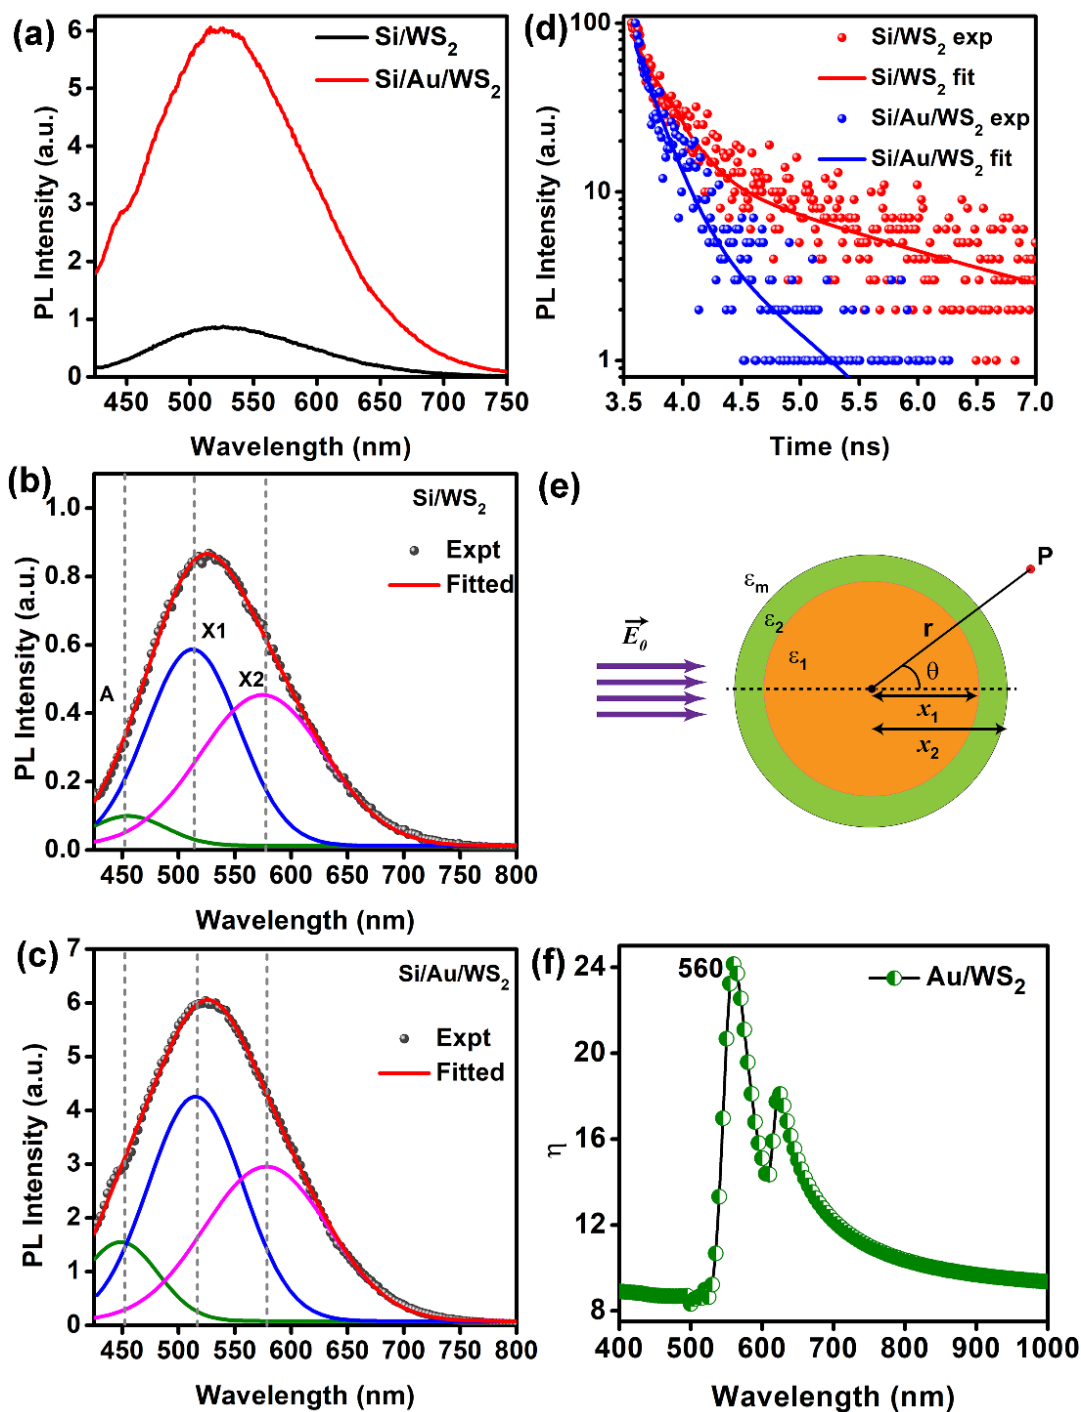 (a)
Si/WS2
Si/Au/WS2
6
5
4
3
2
1
0
PL Intensity (a.u.)
450 500 550 600 650 700 750
Wavelength (nm)
(d)
Si/WS2 exp
Si/WS2 fit
Si/Au/WS2 exp
Si/Au/WS2 fit
100
10
1
PL Intensity (a.u.)
3.5 4.0 4.5 5.0 5.5 6.0 6.5 7.0
Time (ns)
(b)
Si/WS2
Expt
Fitted
A
X1
X2
1.0
0.8
0.6
0.4
0.2
0.0
PL Intensity (a.u.)
450 500 550 600 650 700 750 800
Wavelength (nm)
(e)
P
εm
ε2
ε1
r
θ
E0
x1
x2
(c)
Si/Au/WS2
Expt
Fitted
7
6
5
4
3
2
1
0
PL Intensity (a.u.)
450 500 550 600 650 700 750 800
Wavelength (nm)
(f)
560
Au/WS2
24
20
16
12
8
η
400 500 600 700 800 900 1000
Wavelength (nm)